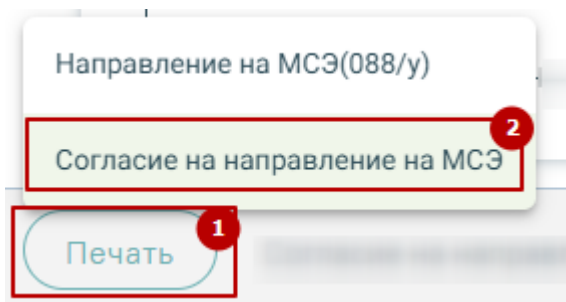 Направление на МСЭ(088/у)
2
Согласие на направление на МСЭ
1
Печать